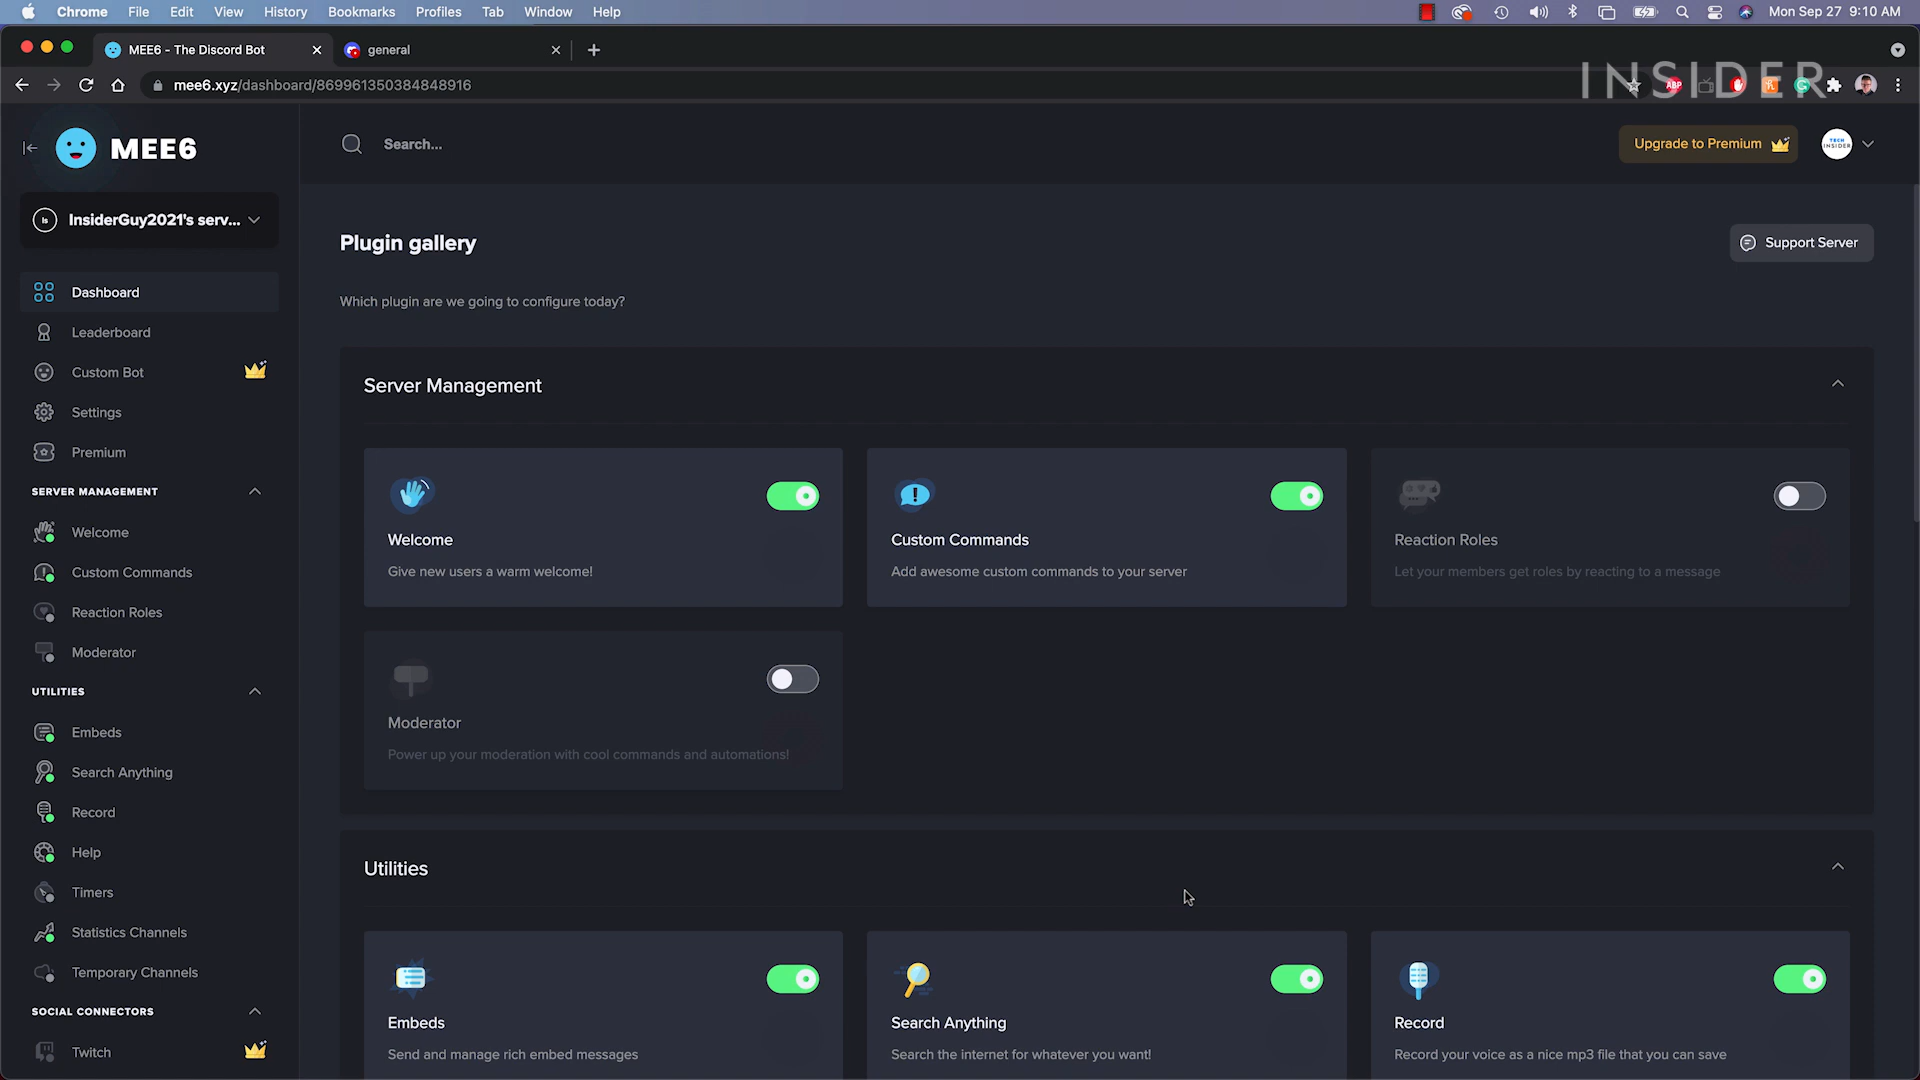 Chrome File Edit View History Bookmarks Profiles Tab Window Help
Mon Sep 27 9:10 AM
MEE6 - The Discord Bot
general
mee6.xyz/dashboard/869961350384848916
ABP
INSIDER
MEE6
Search...
Upgrade to Premium
TECH
INSIDER
Is
InsiderGuy2021's serv...
Plugin gallery
Support Server
Dashboard
Which plugin are we going to configure today?
Leaderboard
Custom Bot
Settings
Premium
SERVER MANAGEMENT
Welcome
Custom Commands
Reaction Roles
Moderator
UTILITIES
Embeds
Search Anything
Record
Help
Timers
Statistics Channels
Temporary Channels
SOCIAL CONNECTORS
Twitch
Server Management
Welcome
Give new users a warm welcome!
Custom Commands
Add awesome custom commands to your server
Reaction Roles
Let your members get roles by reacting to a message
Moderator
Power up your moderation with cool commands and automations!
Utilities
Embeds
Send and manage rich embed messages
Search Anything
Search the internet for whatever you want!
Record
Record your voice as a nice mp3 file that you can save